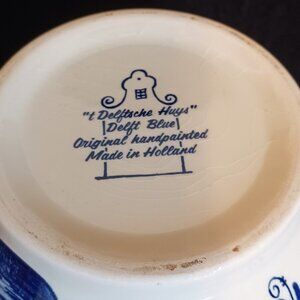 "t Delftsche Huys"
Delft Blue
Original handpainted
Made in Holland